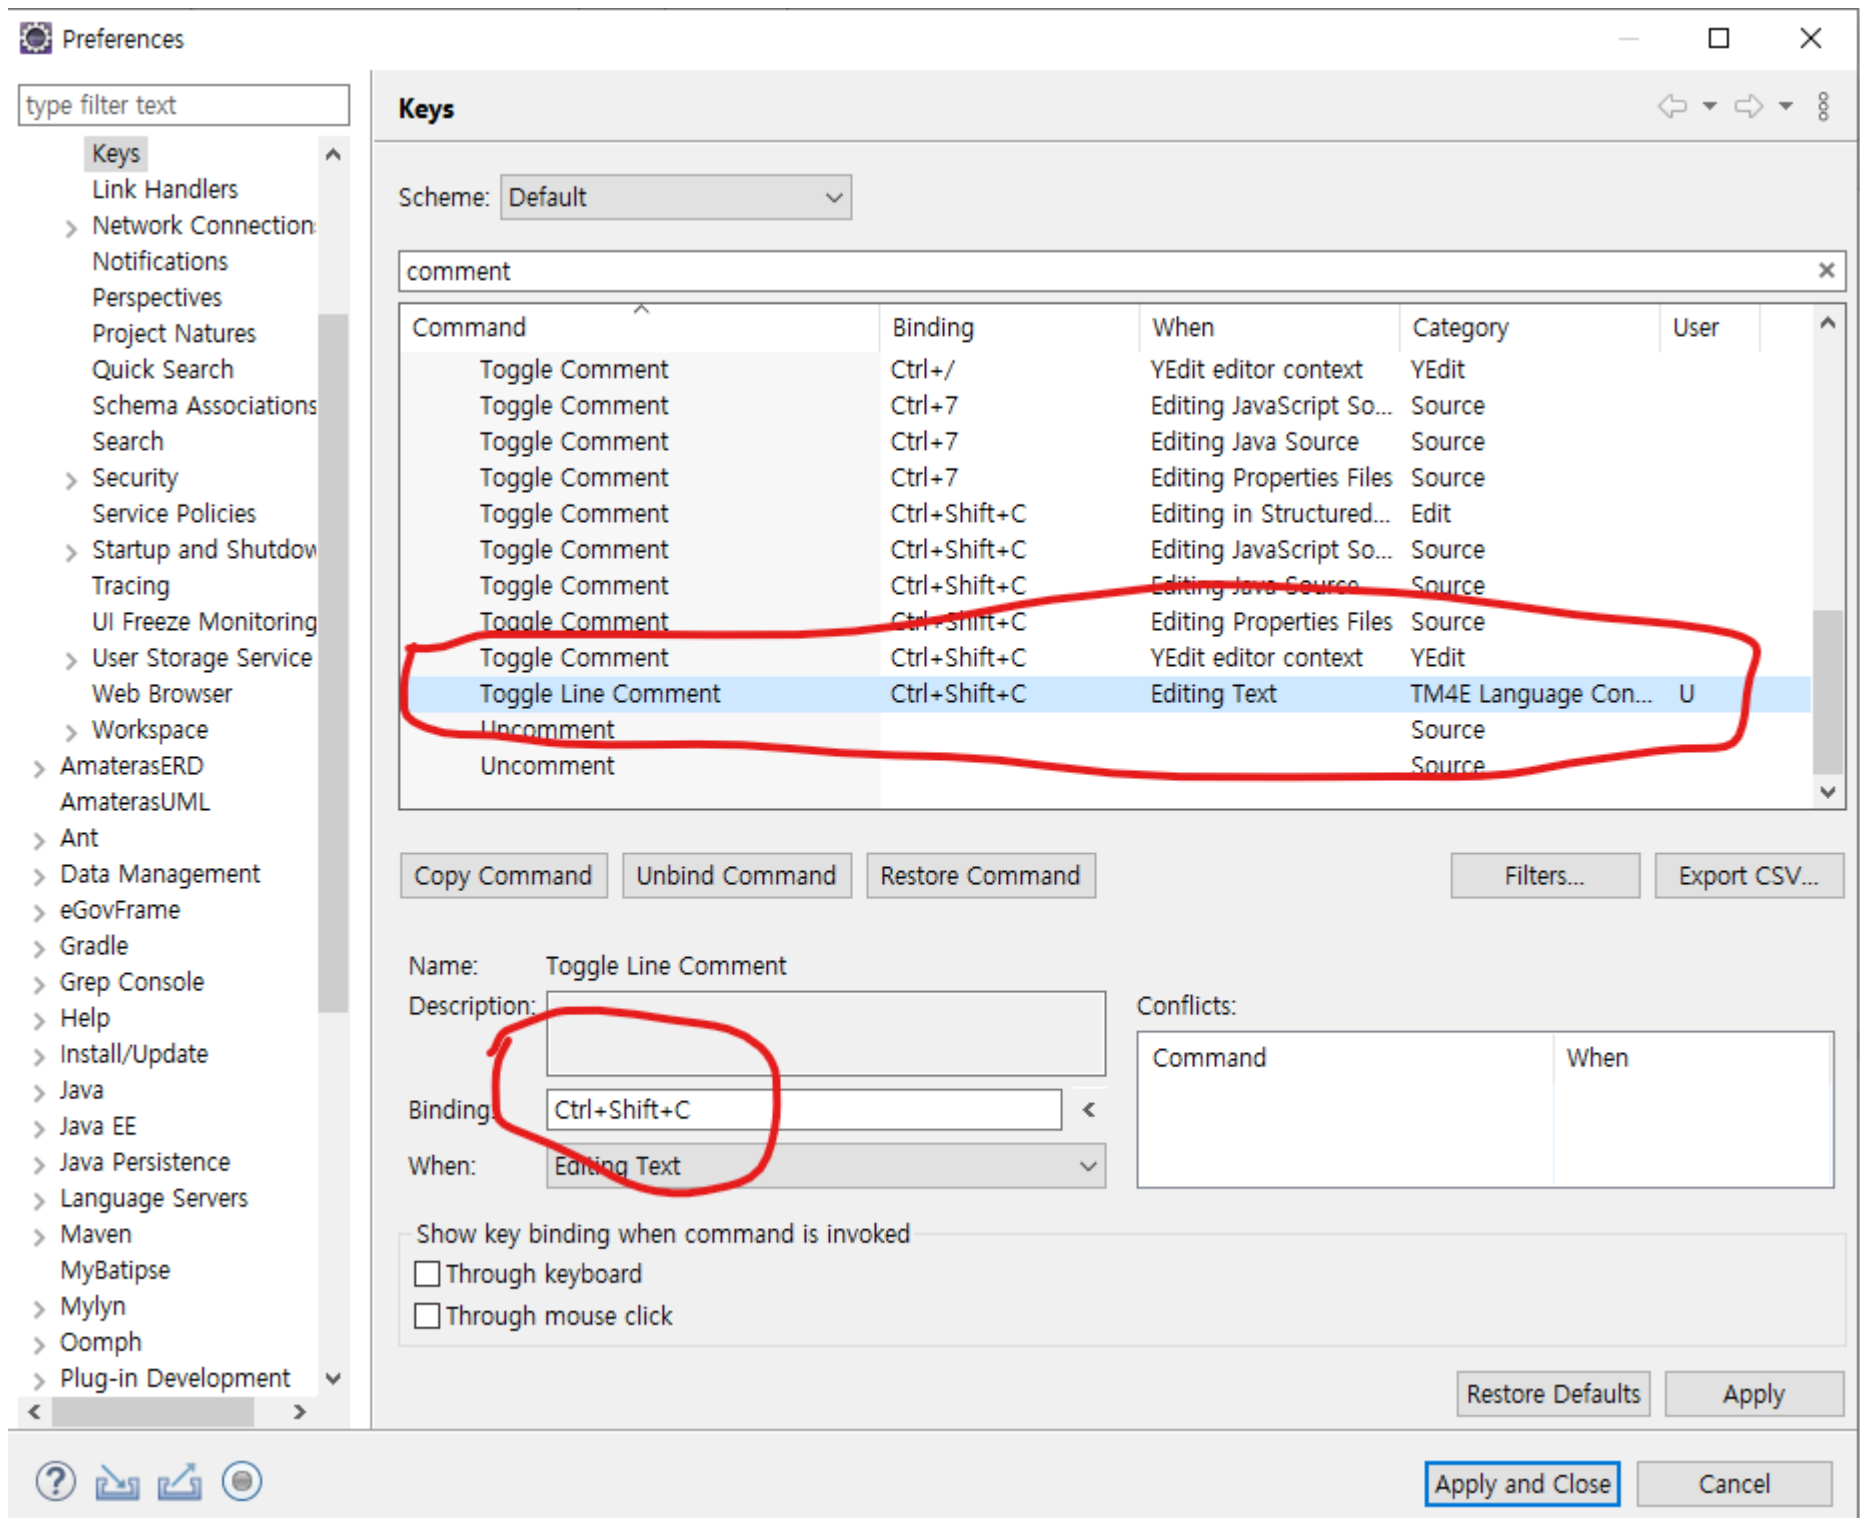 Preferences
type filter text
Keys
Link Handlers
Network Connection
Notifications
Perspectives
Project Natures
Quick Search
Schema Associations
Search
Security
Service Policies
Startup and Shutdow
Tracing
UI Freeze Monitoring
User Storage Service
Web Browser
Workspace
AmaterasERD
AmaterasUML
Ant
Data Management
eGovFrame
Gradle
Grep Console
Help
Install/Update
Java
Java EE
Java Persistence
Language Servers
Maven
MyBatipse
Mylyn
Oomph
Plug-in Development
Keys
Scheme: Default
comment
Command Binding When Category User
Toggle Comment Ctrl+/ YEdit editor context YEdit
Toggle Comment Ctrl+7 Editing JavaScript So... Source
Toggle Comment Ctrl+7 Editing Java Source Source
Toggle Comment Ctrl+7 Editing Properties Files Source
Toggle Comment Ctrl+Shift+C Editing in Structured... Edit
Toggle Comment Ctrl+Shift+C Editing JavaScript So... Source
Toggle Comment Ctrl+Shift+C Editing Java Source Source
Toggle Comment Ctrl+Shift+C Editing Properties Files Source
Toggle Comment Ctrl+Shift+C YEdit editor context YEdit
Toggle Line Comment Ctrl+Shift+C Editing Text TM4E Language Con... U
Uncomment Source
Uncomment Source
Copy Command Unbind Command Restore Command Filters... Export CSV...
Name: Toggle Line Comment
Description: Conflicts:
Command When
Binding: Ctrl+Shift+C
When: Editing Text
Show key binding when command is invoked
Through keyboard
Through mouse click
Restore Defaults Apply
Apply and Close Cancel